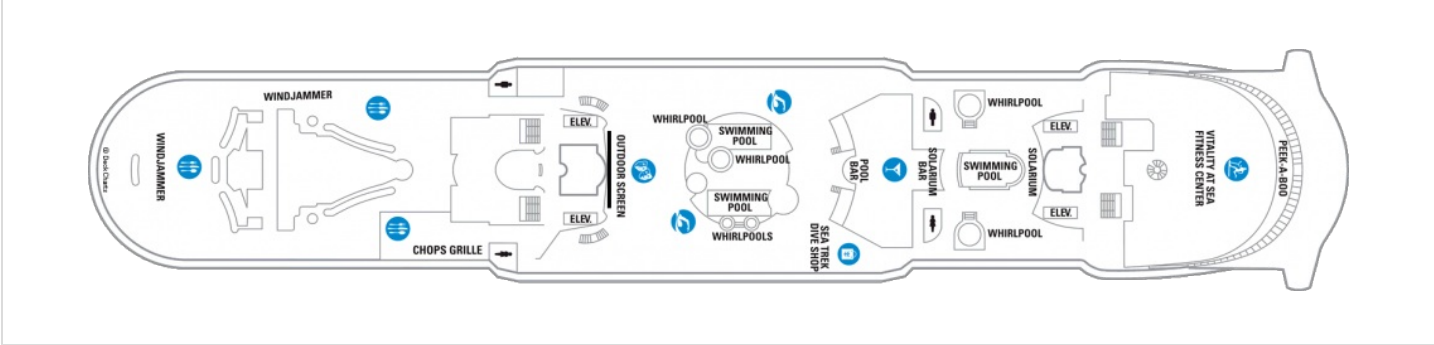 © Deck Chartz
WINDJAMMER
WINDJAMMER
CHOPS GRILLE
ELEV.
ELEV.
OUTDOOR SCREEN
WHIRLPOOL
SWIMMING
POOL
WHIRLPOOL
SWIMMING
POOL
WHIRLPOOLS
SEA TREK
DIVE SHOP
POOL
BAR
SOLARIUM
BAR
WHIRLPOOL
SWIMMING
POOL
WHIRLPOOL
SOLARIUM
ELEV.
ELEV.
VITALITY AT SEA
FITNESS CENTER
PEEK-A-BOO